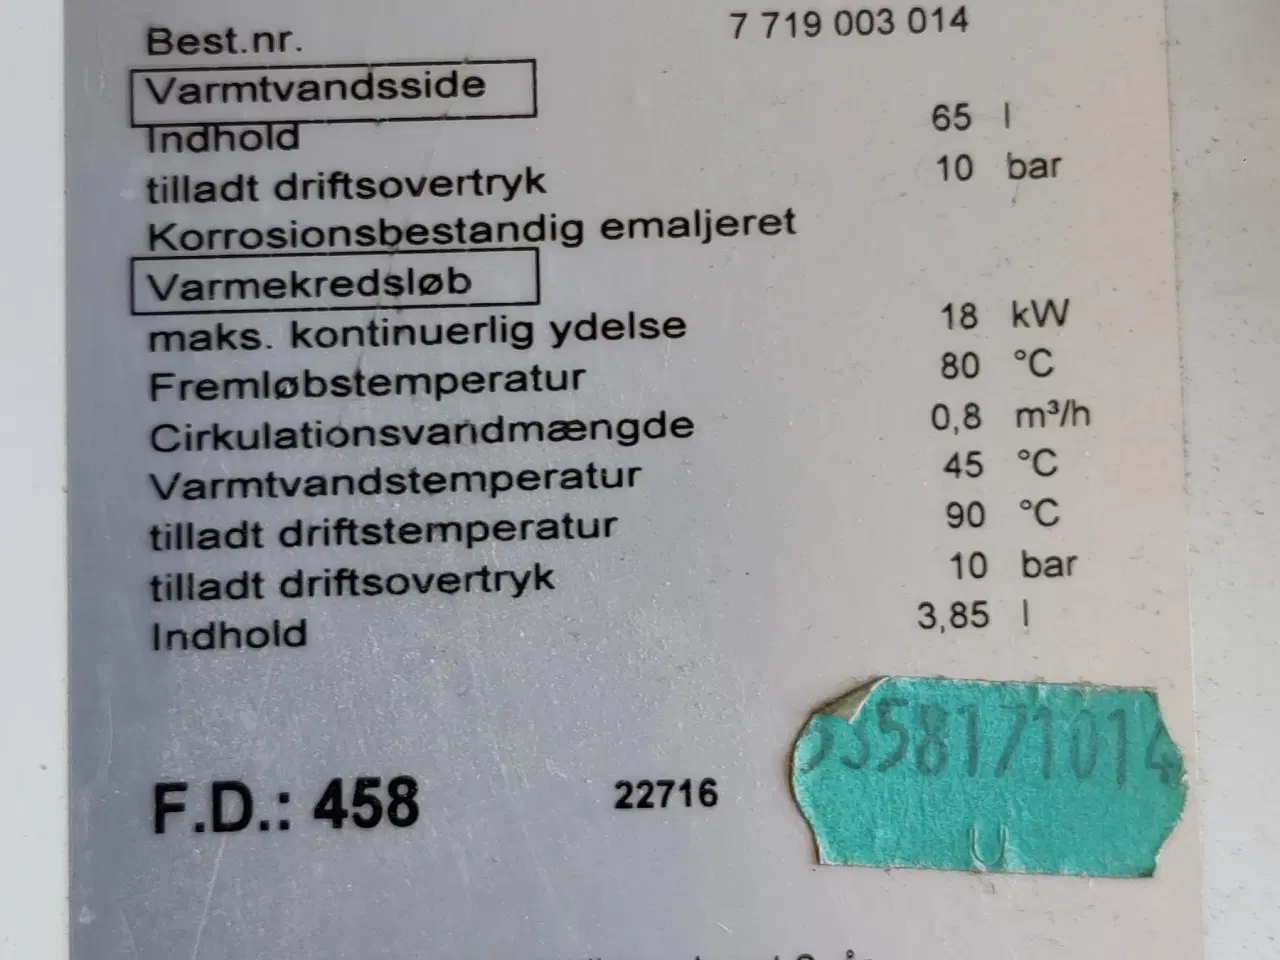 Best.nr. 7 719 003 014
Varmtvandsside
Indhold 65 l
tilladt driftsovertryk 10 bar
Korrosionsbestandig emaljeret
Varmekredsløb
maks. kontinuerlig ydelse 18 kW
Fremløbstemperatur 80 °C
Cirkulationsvandmængde 0,8 m³/h
Varmtvandstemperatur 45 °C
tilladt driftstemperatur 90 °C
tilladt driftsovertryk 10 bar
Indhold 3,85 l
F.D.: 458 22716